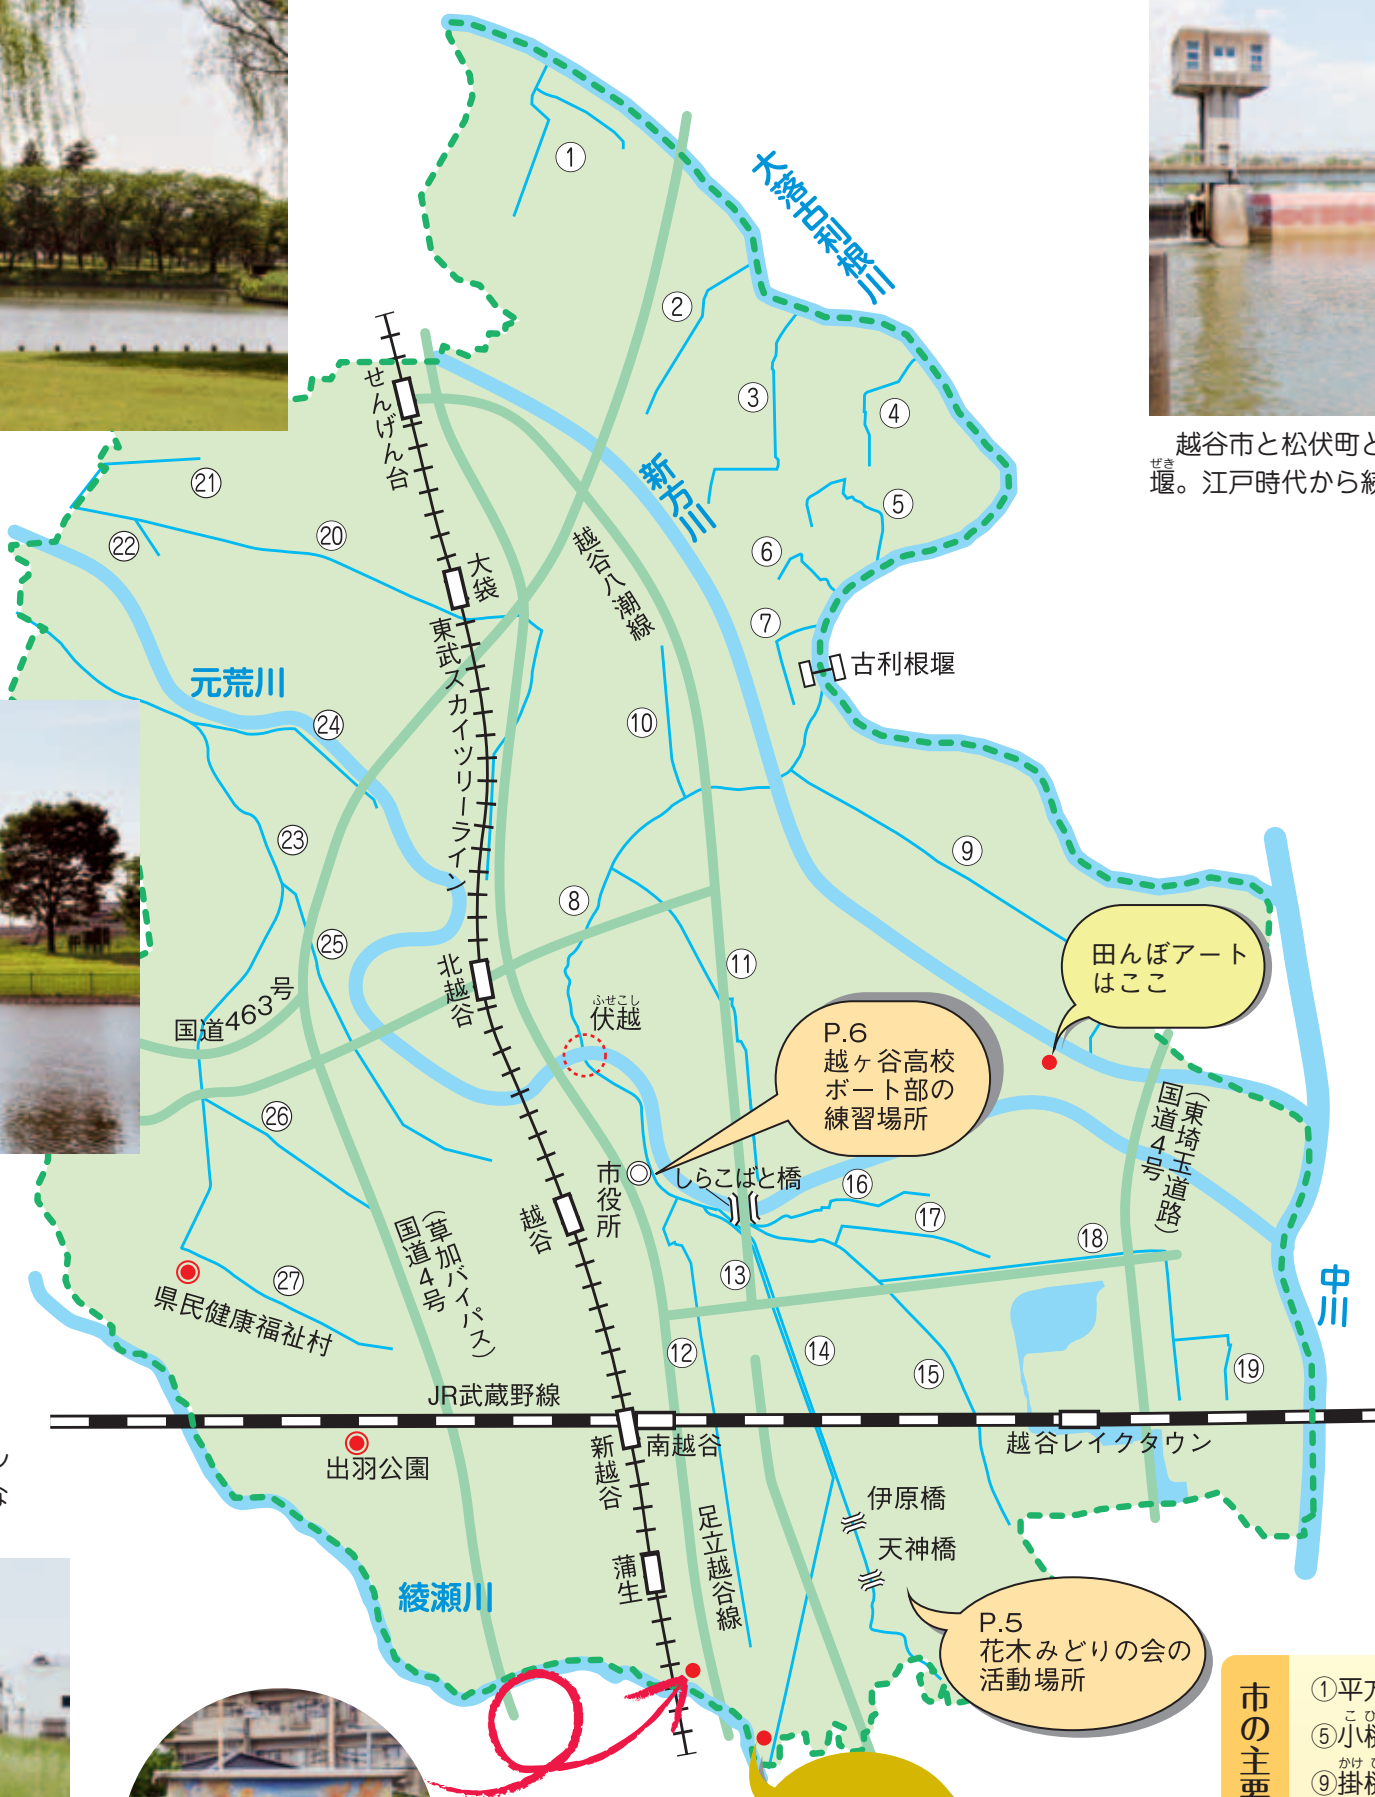 大落古利根川
①
②
③
④
⑤
⑥
⑦
せんげん台
新方川
越谷市と松伏町と
ぜき
堰。江戸時代から
㉑
㉒
⑳
大袋
越谷八潮線
東武スカイツリーライン
古利根堰
元荒川
㉔
⑩
㉓
⑧
⑨
㉕
北越谷
⑪
田んぼアート
はここ
国道463号
ふせこし
伏越
P.6
越ヶ谷高校
ボート部の
練習場所
㉖
国道4号
(東埼玉道路)
市役所
しらこばと橋
⑯
⑰
⑱
越谷
国道4号
(草加バイパス)
⑬
中川
㉗
県民健康福祉村
⑫
⑭
⑮
⑲
JR武蔵野線
新越谷
南越谷
越谷レイクタウン
出羽公園
ン
な
伊原橋
天神橋
足立越谷線
蒲生
綾瀬川
P.5
花木みどりの会の
活動場所
市の主要
①平方
こ
⑤小
かけ
⑨掛